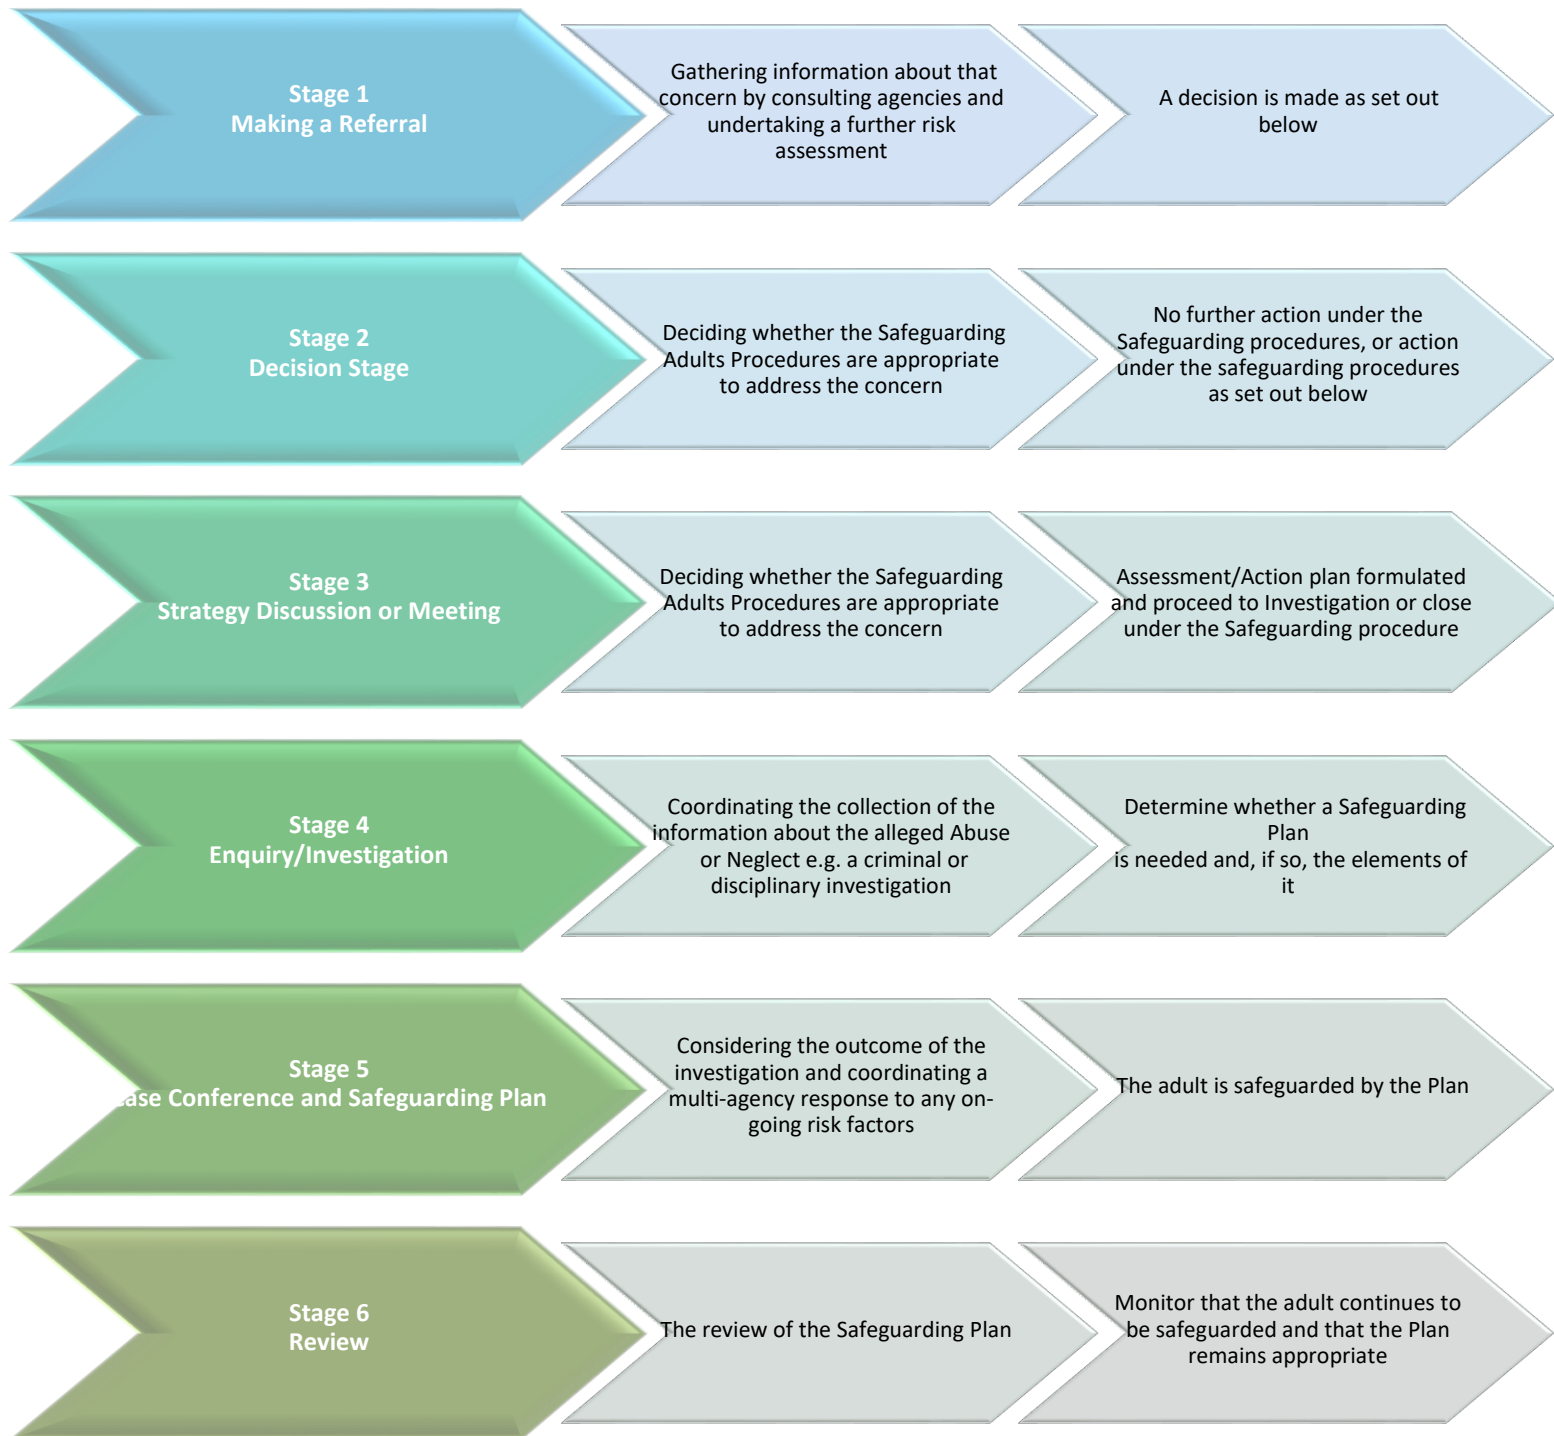 Stage 1
Making a Referral
Gathering information about that
concern by consulting agencies and
undertaking a further risk
assessment
A decision is made as set out
below
Stage 2
Decision Stage
Deciding whether the Safeguarding
Adults Procedures are appropriate
to address the concern
No further action under the
Safeguarding procedures, or action
under the safeguarding procedures
as set out below
Stage 3
Strategy Discussion or Meeting
Deciding whether the Safeguarding
Adults Procedures are appropriate
to address the concern
Assessment/Action plan formulated
and proceed to Investigation or close
under the Safeguarding procedure
Stage 4
Enquiry/Investigation
Coordinating the collection of the
information about the alleged Abuse
or Neglect e.g. a criminal or
disciplinary investigation
Determine whether a Safeguarding
Plan
is needed and, if so, the elements of
it
Stage 5
Case Conference and Safeguarding Plan
Considering the outcome of the
investigation and coordinating a
multi-agency response to any on-
going risk factors
The adult is safeguarded by the Plan
Stage 6
Review
The review of the Safeguarding Plan
Monitor that the adult continues to
be safeguarded and that the Plan
remains appropriate